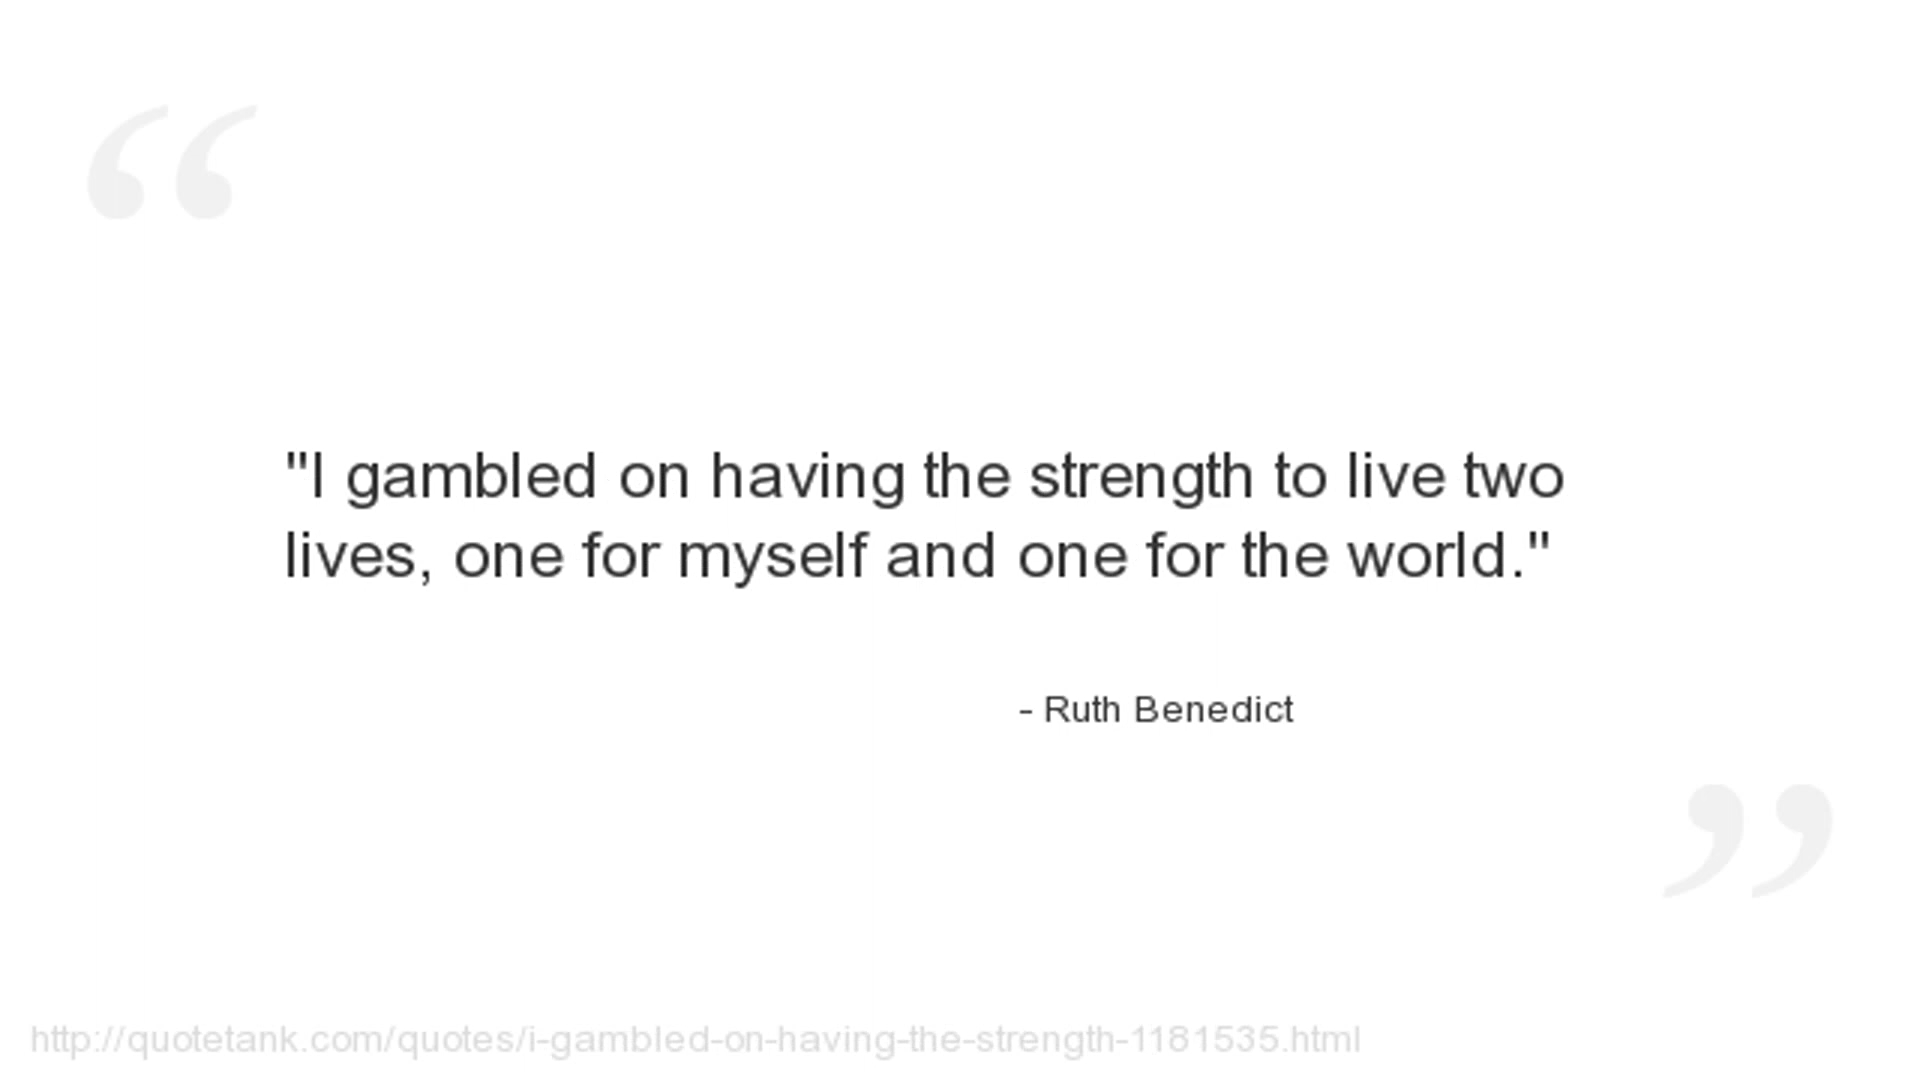 "I gambled on having the strength to live two
lives, one for myself and one for the world."
- Ruth Benedict
http://quotetank.com/quotes/i-gambled-on-having-the-strength-1181535.html